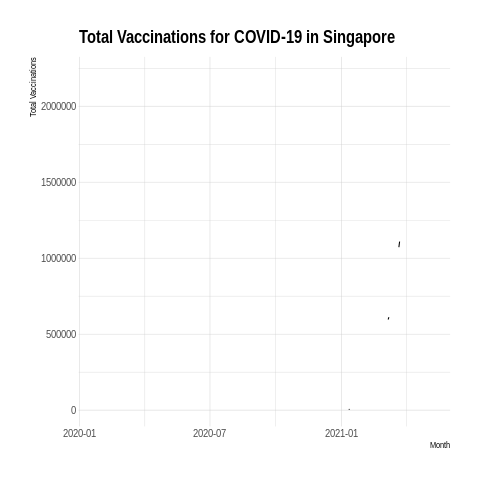 Total Vaccinations for COVID-19 in Singapore
Total Vaccinations
2000000
1500000
1000000
500000
0
2020-01
2020-07
2021-01
Month